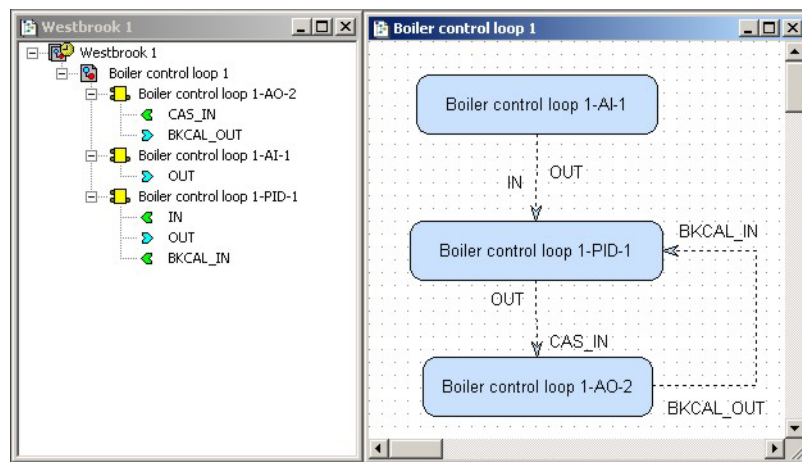 Westbrook 1
Westbrook 1
Boiler control loop 1
Boiler control loop 1-AO-2
CAS_IN
BKCAL_OUT
Boiler control loop 1-AI-1
OUT
Boiler control loop 1-PID-1
IN
OUT
BKCAL_IN
Boiler control loop 1
Boiler control loop 1-AI-1
OUT
IN
BKCAL_IN
Boiler control loop 1-PID-1
OUT
CAS_IN
Boiler control loop 1-AO-2
BKCAL_OUT